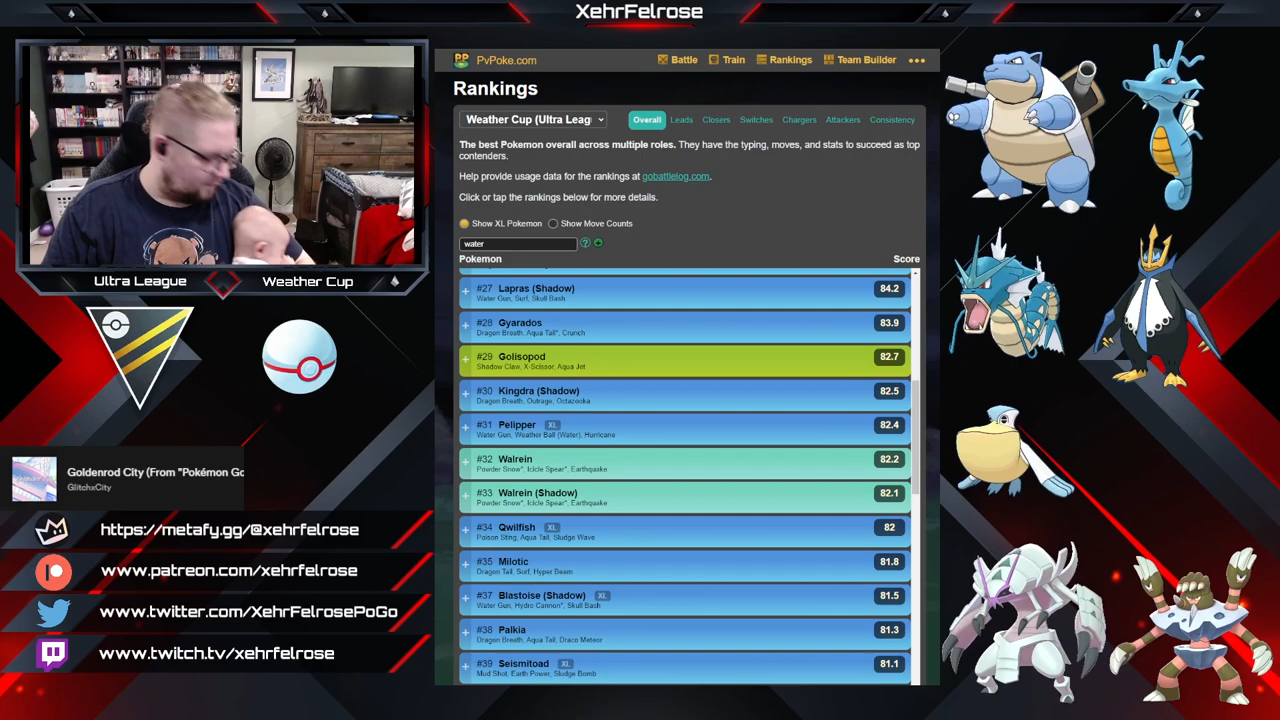 XehrFelrose
PvPoke.com
Battle
Train
Rankings
Team Builder
Rankings
Weather Cup (Ultra Leag
Overall
Leads
Closers
Switches
Chargers
Attackers
Consistency
The best Pokemon overall across multiple roles. They have the typing, moves, and stats to succeed as top
contenders.
Help provide usage data for the rankings at gobattlelog.com.
Click or tap the rankings below for more details.
Show XL Pokemon
Show Move Counts
water
?
Pokemon
Score
#27 Lapras (Shadow)
84.2
Water Gun, Surf, Skull Bash
#28 Gyarados
83.9
Dragon Breath, Aqua Tail*, Crunch
#29 Golisopod
82.7
Shadow Claw, X-Scissor, Aqua Jet
#30 Kingdra (Shadow)
82.5
Dragon Breath, Outrage, Octazooka
#31 Pelipper XL
82.4
Water Gun, Weather Ball (Water), Hurricane
#32 Walrein
82.2
Powder Snow*, Icicle Spear*, Earthquake
#33 Walrein (Shadow)
82.1
Powder Snow*, Icicle Spear*, Earthquake
#34 Qwilfish XL
82
Poison Sting, Aqua Tail, Sludge Wave
#35 Milotic
81.8
Dragon Tail, Surf, Hyper Beam
#37 Blastoise (Shadow) XL
81.5
Water Gun, Hydro Cannon*, Skull Bash
#38 Palkia
81.3
Dragon Breath, Aqua Tail, Draco Meteor
#39 Seismitoad XL
81.1
Mud Shot, Earth Power, Sludge Bomb
Ultra League
Weather Cup
Goldenrod City (From "Pokémon Go
GlitchxCity
https://metafy.gg/@xehrfelrose
www.patreon.com/xehrfelrose
www.twitter.com/XehrFelrosePoGo
www.twitch.tv/xehrfelrose